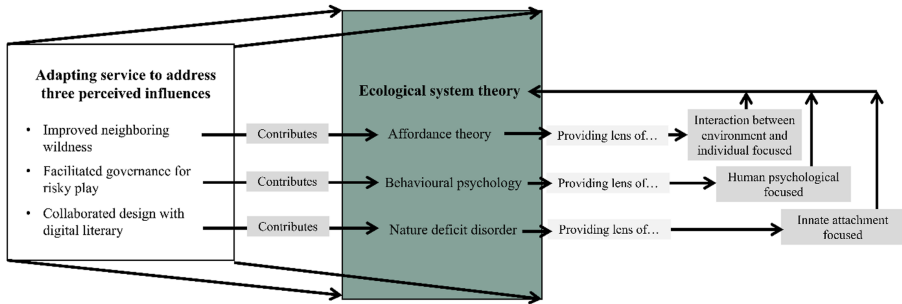 Adapting service to address
three perceived influences
• Improved neighboring
wildness
• Facilitated governance for
risky play
• Collaborated design with
digital literary
Contributes
Contributes
Contributes
Ecological system theory
Affordance theory
Behavioural psychology
Nature deficit disorder
Providing lens of…
Providing lens of…
Providing lens of…
Interaction between
environment and
individual focused
Human psychological
focused
Innate attachment
focused